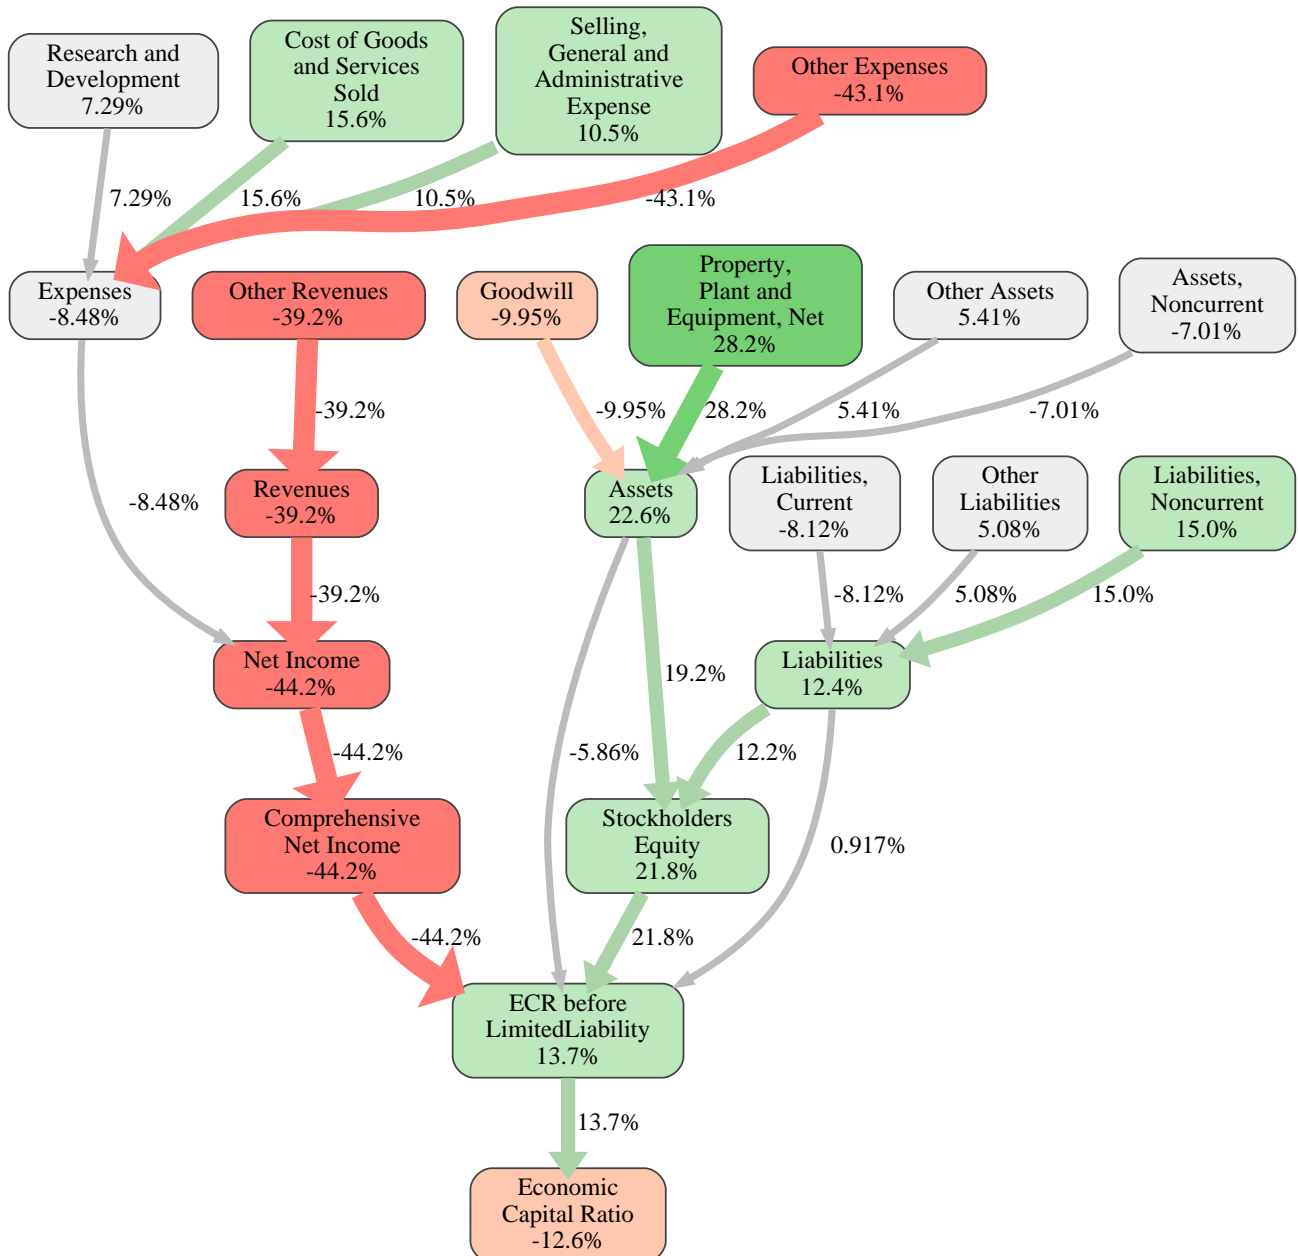 Research and
Development
7.29%
Cost of Goods
and Services
Sold
15.6%
Selling,
General and
Administrative
Expense
10.5%
Other Expenses
-43.1%
7.29%
15.6%
10.5%
-43.1%
Expenses
-8.48%
Other Revenues
-39.2%
Goodwill
-9.95%
Property,
Plant and
Equipment, Net
28.2%
Other Assets
5.41%
Assets,
Noncurrent
-7.01%
-39.2%
-9.95%
28.2%
5.41%
-7.01%
-8.48%
Revenues
-39.2%
Assets
22.6%
Liabilities,
Current
-8.12%
Other
Liabilities
5.08%
Liabilities,
Noncurrent
15.0%
-39.2%
-8.12%
5.08%
15.0%
Net Income
-44.2%
19.2%
Liabilities
12.4%
-44.2%
-5.86%
12.2%
Comprehensive
Net Income
-44.2%
Stockholders
Equity
21.8%
0.917%
-44.2%
21.8%
ECR before
LimitedLiability
13.7%
13.7%
Economic
Capital Ratio
-12.6%